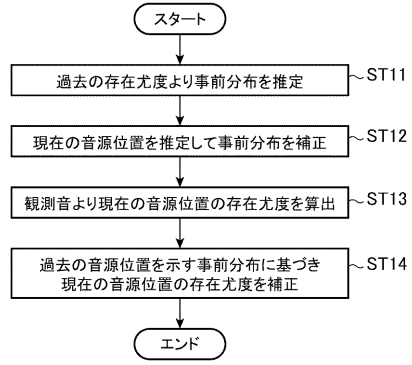 スタート
過去の存在尤度より事前分布を推定
ST11
現在の音源位置を推定して事前分布を補正
ST12
観測音より現在の音源位置の存在尤度を算出
ST13
過去の音源位置を示す事前分布に基づき
現在の音源位置の存在尤度を補正
ST14
エンド